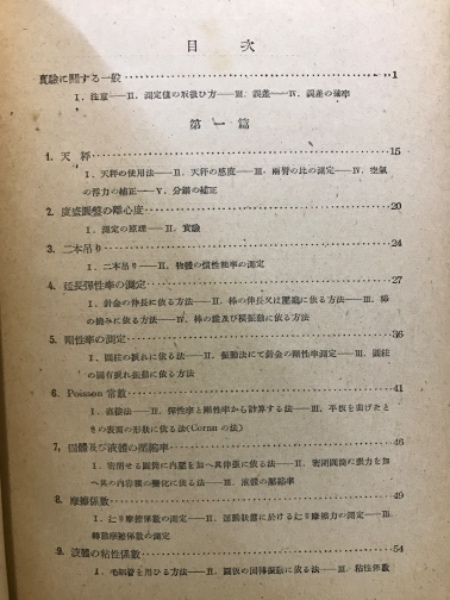 目次
實驗に關する一般 1
I. 注意——II. 測定値の取扱ひ方——III. 誤差——IV. 誤差の確率
第一篇
1. 天秤 15
I. 天秤の使用法——II. 天秤の感度——III. 兩臂の比の測定——IV. 空氣
の浮力の補正——V. 分銅の補正
2. 度盛圓盤の離心度 20
I. 測定の原理——II. 實驗
3. 二本吊り 24
I. 二本吊り——II. 物體の慣性能率の測定
4. 延長彈性率の測定 27
I. 針金の伸長に依る方法——II. 棒の伸長又は壓縮に依る方法——III. 棒
の撓みに依る方法——IV. 棒の縱及び橫振動に依る方法
5. 剛性率の測定 36
I. 圓柱の捩れに依る法——II. 振動法にて針金の剛性率測定——III. 圓柱
の固有捩れ振動に依る方法
6. Poisson 常數 41
I. 直接法——II. 彈性率と剛性率から計算する法——III. 平板を曲げたと
きの表面の形狀に依る法(Cornu の法)
7. 固體及び液體の壓縮率 46
I. 密閉せる圓筒に內壓を加へ其伸張に依る法——II. 密閉圓筒に張力を加
へ其の內容積の變化に依る法——III. 液體の壓縮率
8. 摩擦係數 49
I. 辷り摩擦係數の測定——II. 運動狀態に於ける辷り摩擦力の測定——III.
轉動摩擦係數の測定
9. 液體の粘性係數 54
I. 毛細管を用ひる方法——II. 圓板の回轉振動に依る法——III. 粘性係數